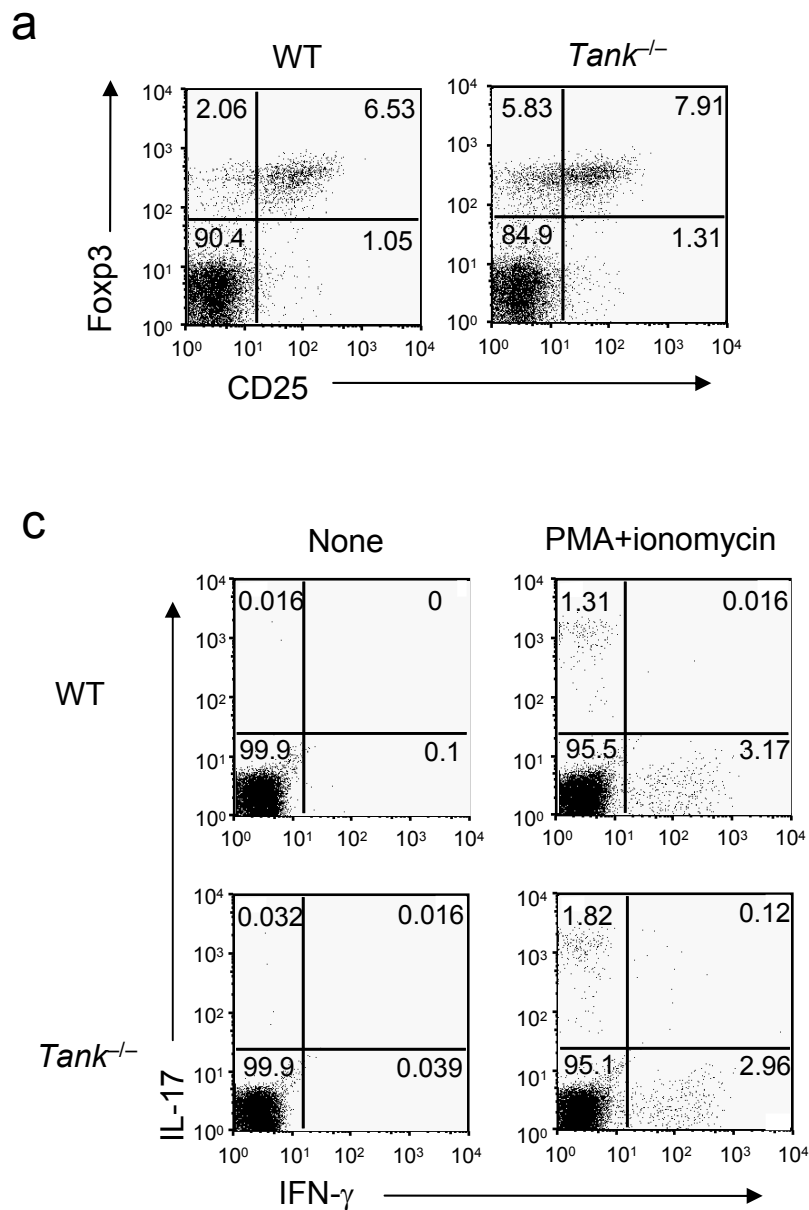 a
WT Tank–/–
Foxp3
10⁴ 10³ 10² 10¹ 10⁰
2.06 6.53
90.4 1.05
10⁰ 10¹ 10² 10³ 10⁴
10⁴ 10³ 10² 10¹ 10⁰
5.83 7.91
84.9 1.31
10⁰ 10¹ 10² 10³ 10⁴
CD25
c
None PMA+ionomycin
WT
10⁴ 10³ 10² 10¹ 10⁰
0.016 0
99.9 0.1
10⁰ 10¹ 10² 10³ 10⁴
10⁴ 10³ 10² 10¹ 10⁰
1.31 0.016
95.5 3.17
10⁰ 10¹ 10² 10³ 10⁴
Tank–/–
10⁴ 10³ 10² 10¹ 10⁰
0.032 0.016
99.9 0.039
10⁰ 10¹ 10² 10³ 10⁴
10⁴ 10³ 10² 10¹ 10⁰
1.82 0.12
95.1 2.96
10⁰ 10¹ 10² 10³ 10⁴
IL-17
IFN-γ